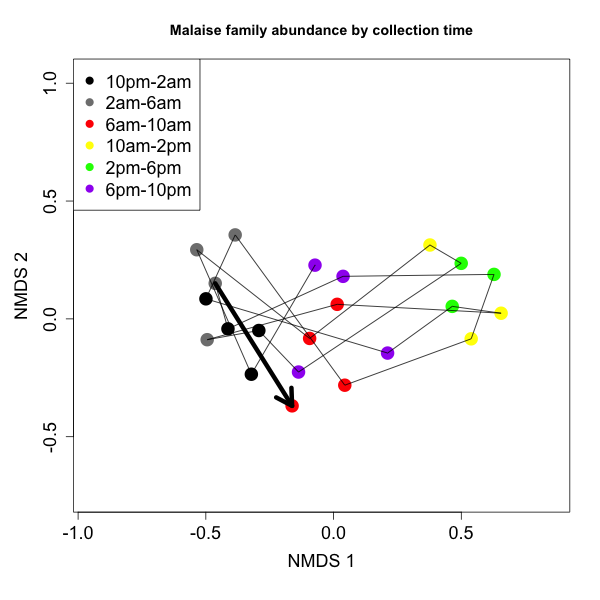 Malaise family abundance by collection time
10pm-2am
2am-6am
6am-10am
10am-2pm
2pm-6pm
6pm-10pm
1.0
0.5
0.0
-0.5
NMDS 2
-1.0 -0.5 0.0 0.5
NMDS 1